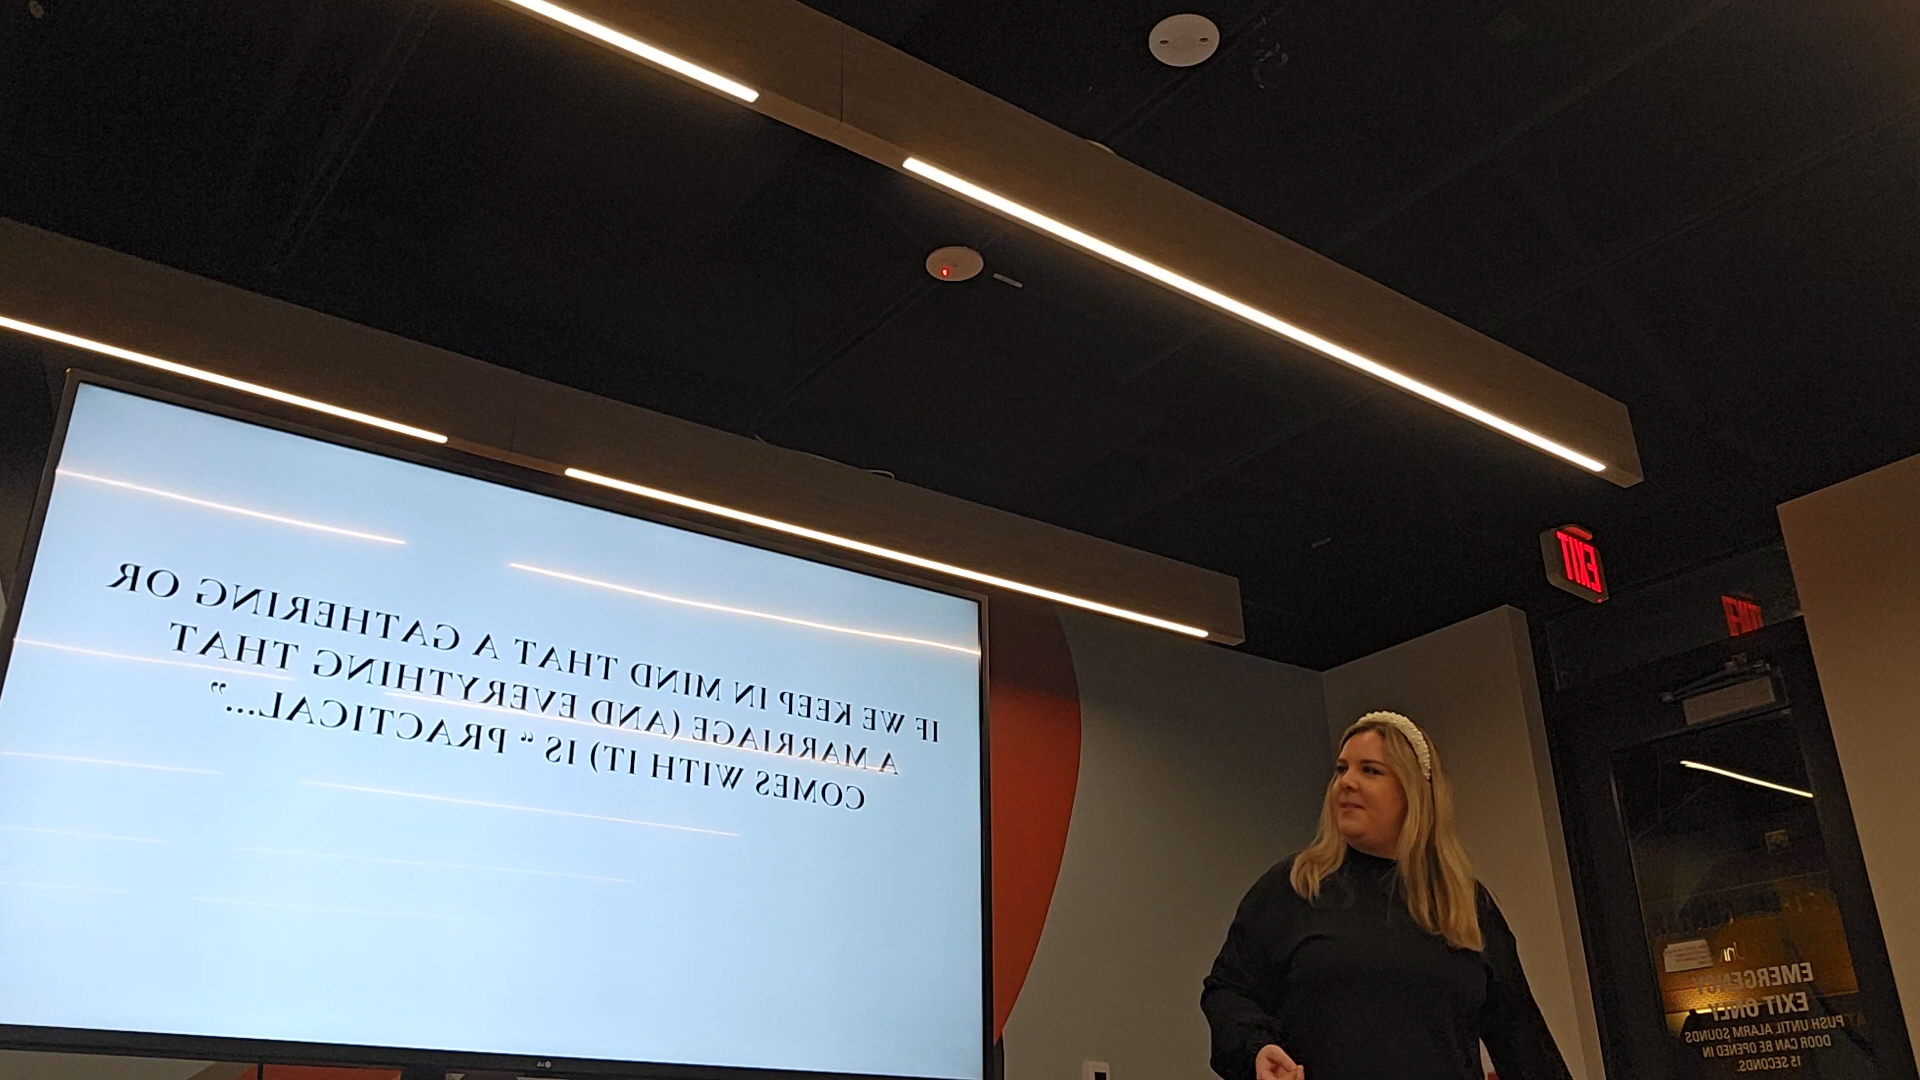 IF WE KEEP IN MIND THAT A GATHERING OR
A MARRIAGE (AND EVERYTHING THAT
COMES WITH IT) IS “ PRACTICAL...”
LG
EXIT
EXIT
EMERGENCY
EXIT ONLY
PUSH UNTIL ALARM SOUNDS
DOOR CAN BE OPENED IN
15 SECONDS.